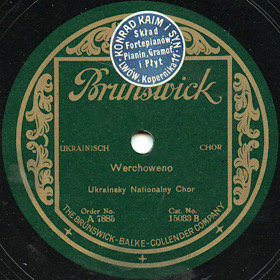 KONRAD KAIM i SYN
Skład
Fortepianów
Pianin, Gramof.
i Płyt
LWÓW, Kopernika 11
Brunswick
UKRAINISCH CHOR
Werchoweno
Ukrainsky Nationalny Chor
Order No. Cat. No.
A 7885 15083 B
THE BRUNSWICK-BALKE-COLLENDER COMPANY